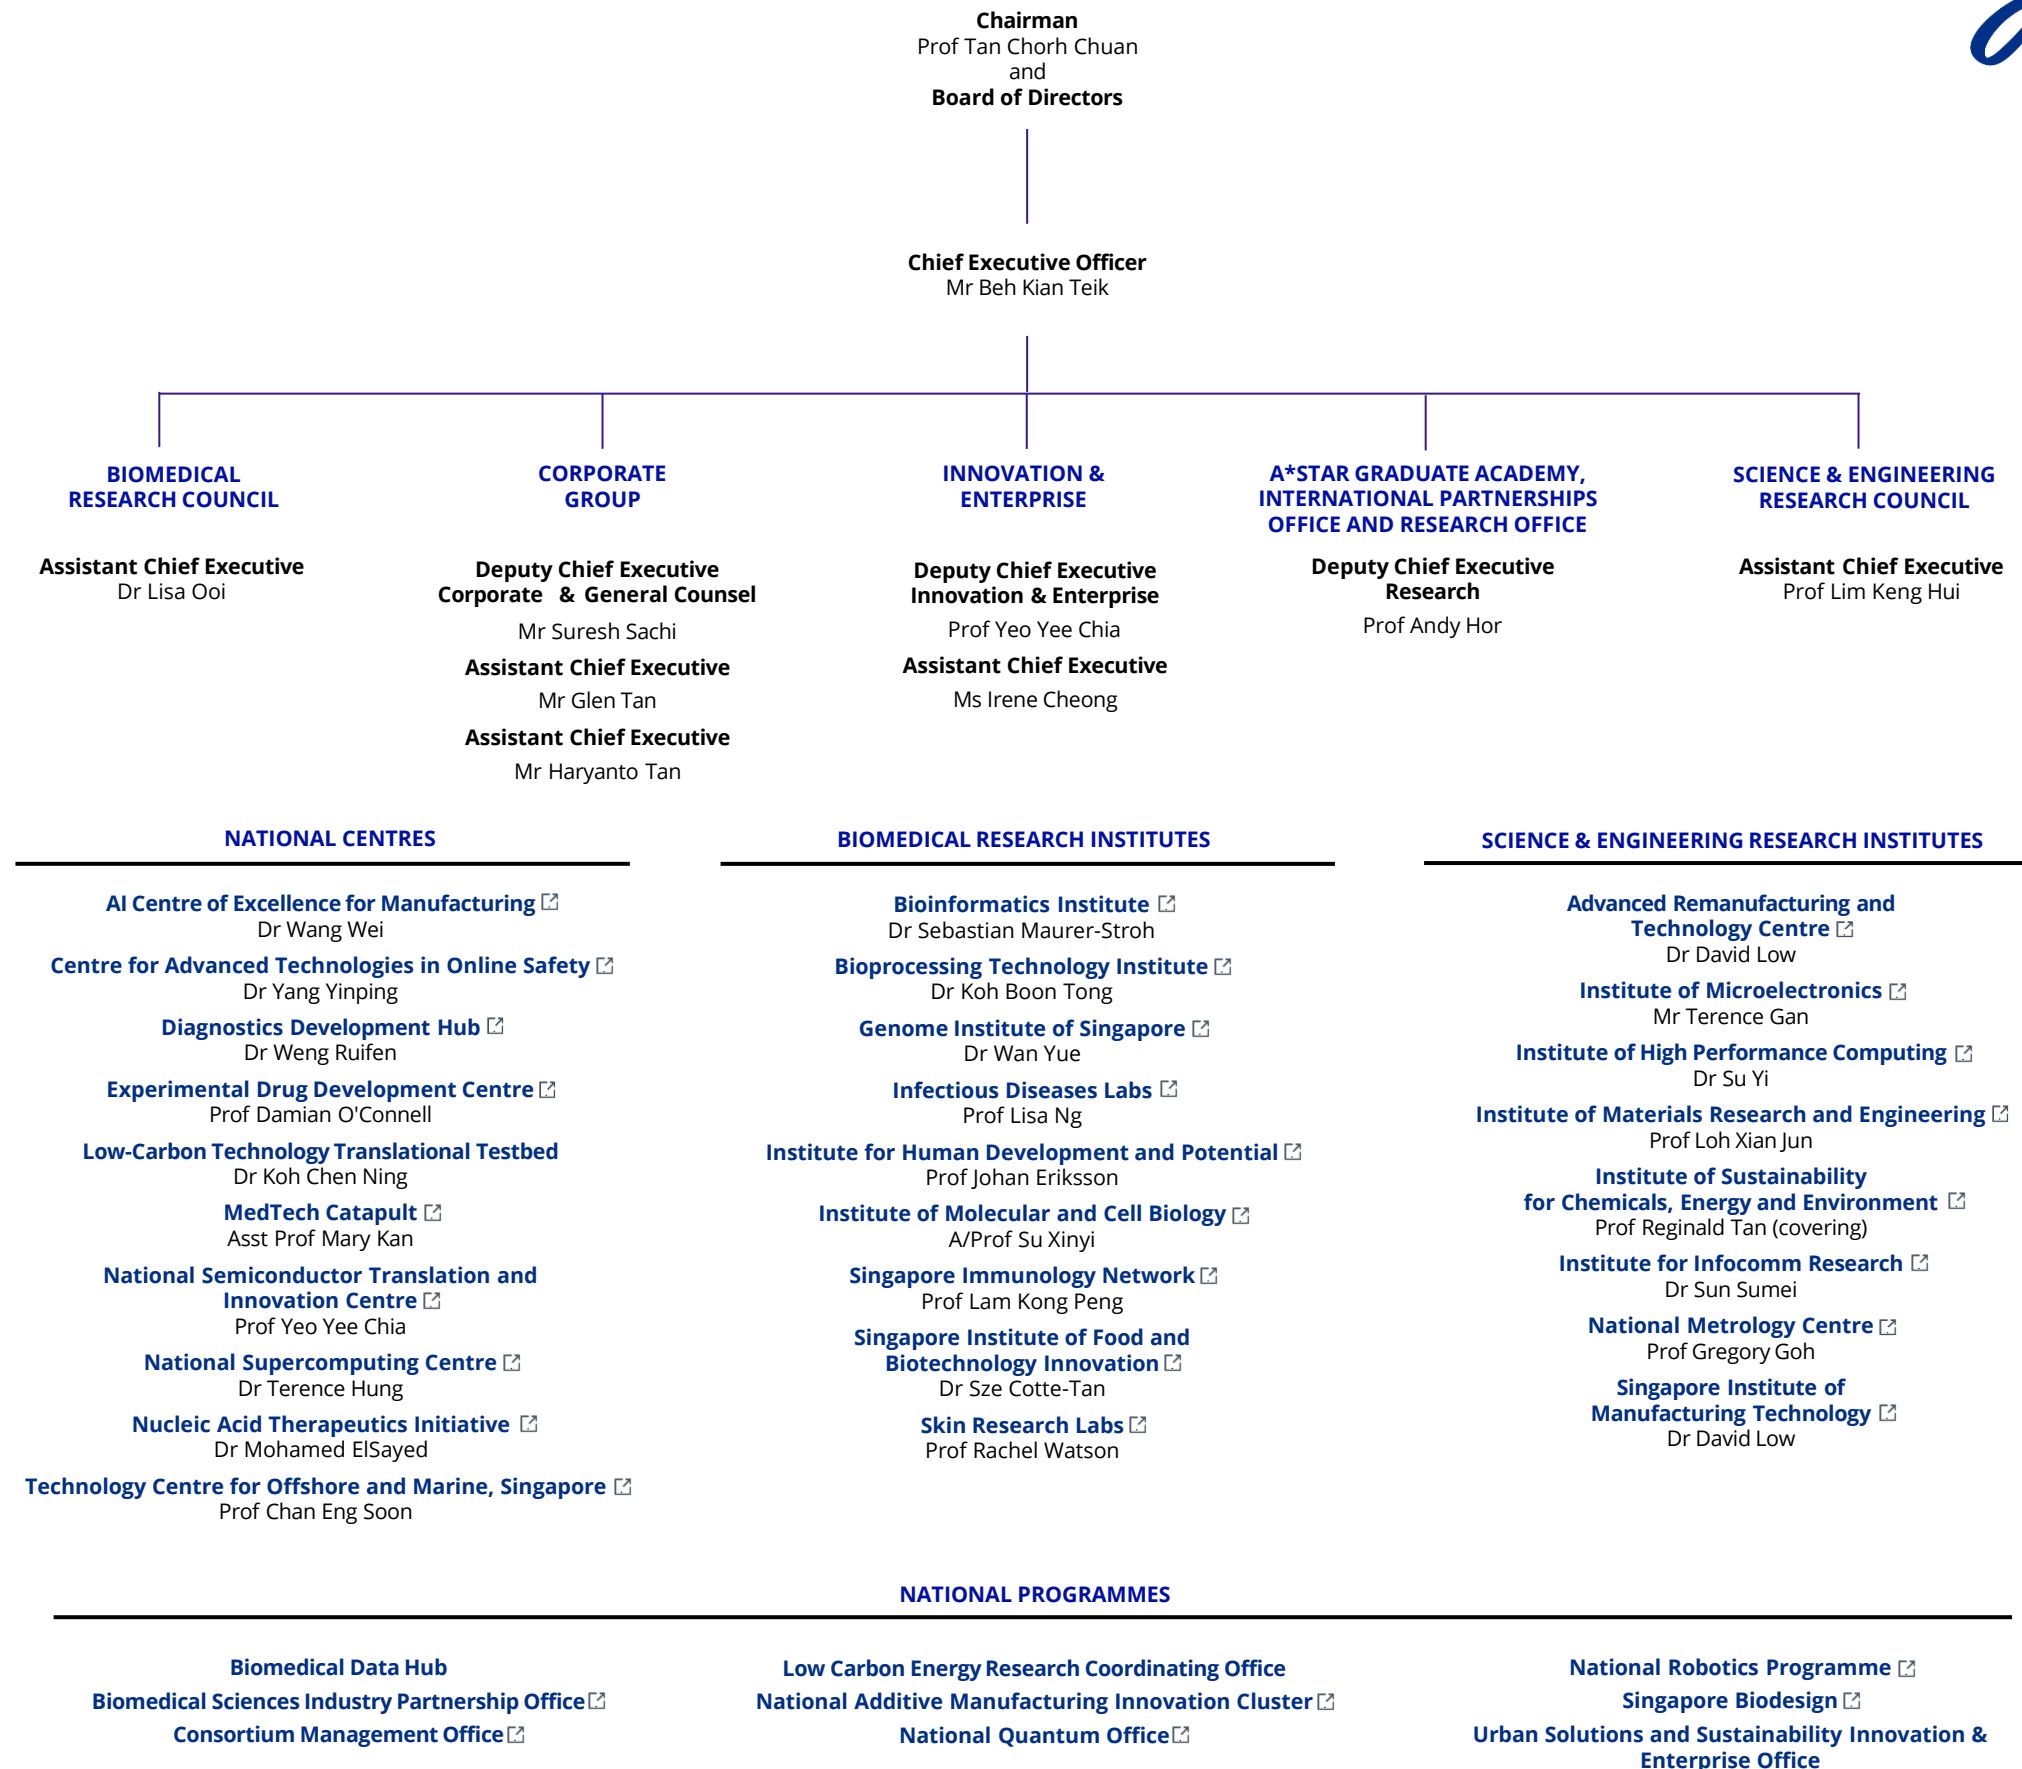 Chairman
Prof Tan Chorh Chuan
and
Board of Directors
Chief Executive Officer
Mr Beh Kian Teik
BIOMEDICAL
RESEARCH COUNCIL
Assistant Chief Executive
Dr Lisa Ooi
CORPORATE
GROUP
Deputy Chief Executive
Corporate & General Counsel
Mr Suresh Sachi
Assistant Chief Executive
Mr Glen Tan
Assistant Chief Executive
Mr Haryanto Tan
INNOVATION &
ENTERPRISE
Deputy Chief Executive
Innovation & Enterprise
Prof Yeo Yee Chia
Assistant Chief Executive
Ms Irene Cheong
A*STAR GRADUATE ACADEMY,
INTERNATIONAL PARTNERSHIPS
OFFICE AND RESEARCH OFFICE
Deputy Chief Executive
Research
Prof Andy Hor
SCIENCE & ENGINEERING
RESEARCH COUNCIL
Assistant Chief Executive
Prof Lim Keng Hui
NATIONAL CENTRES
AI Centre of Excellence for Manufacturing
Dr Wang Wei
Centre for Advanced Technologies in Online Safety
Dr Yang Yinping
Diagnostics Development Hub
Dr Weng Ruifen
Experimental Drug Development Centre
Prof Damian O'Connell
Low-Carbon Technology Translational Testbed
Dr Koh Chen Ning
MedTech Catapult
Asst Prof Mary Kan
National Semiconductor Translation and
Innovation Centre
Prof Yeo Yee Chia
National Supercomputing Centre
Dr Terence Hung
Nucleic Acid Therapeutics Initiative
Dr Mohamed ElSayed
Technology Centre for Offshore and Marine, Singapore
Prof Chan Eng Soon
BIOMEDICAL RESEARCH INSTITUTES
Bioinformatics Institute
Dr Sebastian Maurer-Stroh
Bioprocessing Technology Institute
Dr Koh Boon Tong
Genome Institute of Singapore
Dr Wan Yue
Infectious Diseases Labs
Prof Lisa Ng
Institute for Human Development and Potential
Prof Johan Eriksson
Institute of Molecular and Cell Biology
A/Prof Su Xinyi
Singapore Immunology Network
Prof Lam Kong Peng
Singapore Institute of Food and
Biotechnology Innovation
Dr Sze Cotte-Tan
Skin Research Labs
Prof Rachel Watson
SCIENCE & ENGINEERING RESEARCH INSTITUTES
Advanced Remanufacturing and
Technology Centre
Dr David Low
Institute of Microelectronics
Mr Terence Gan
Institute of High Performance Computing
Dr Su Yi
Institute of Materials Research and Engineering
Prof Loh Xian Jun
Institute of Sustainability
for Chemicals, Energy and Environment
Prof Reginald Tan (covering)
Institute for Infocomm Research
Dr Sun Sumei
National Metrology Centre
Prof Gregory Goh
Singapore Institute of
Manufacturing Technology
Dr David Low
NATIONAL PROGRAMMES
Biomedical Data Hub
Biomedical Sciences Industry Partnership Office
Consortium Management Office
Low Carbon Energy Research Coordinating Office
National Additive Manufacturing Innovation Cluster
National Quantum Office
National Robotics Programme
Singapore Biodesign
Urban Solutions and Sustainability Innovation &
Enterprise Office